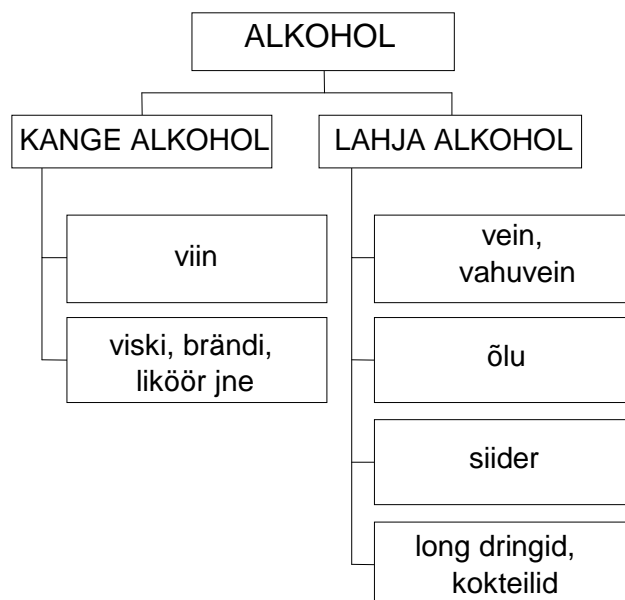 ALKOHOL
KANGE ALKOHOL
LAHJA ALKOHOL
viin
viski, brändi,
liköör jne
vein,
vahuvein
õlu
siider
long dringid,
kokteilid